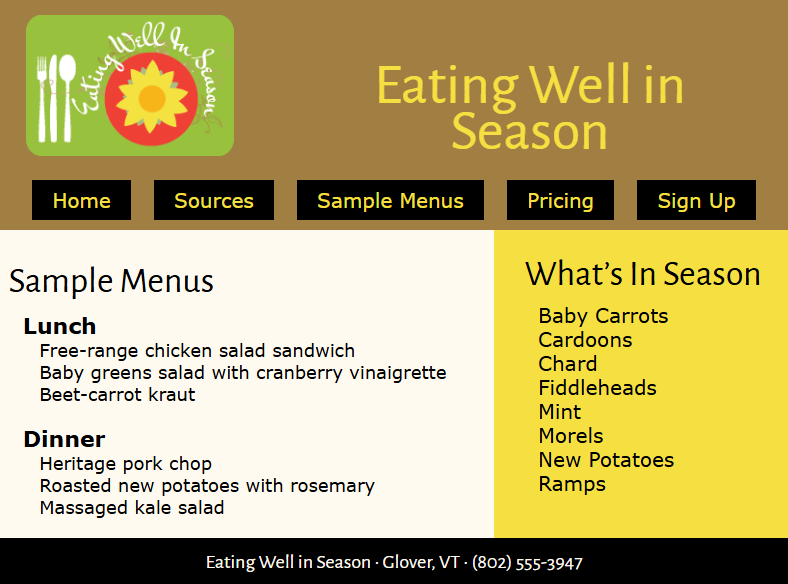 Eating Well In Season
Eating Well in
Season
Home Sources Sample Menus Pricing Sign Up
Sample Menus
Lunch
Free-range chicken salad sandwich
Baby greens salad with cranberry vinaigrette
Beet-carrot kraut
Dinner
Heritage pork chop
Roasted new potatoes with rosemary
Massaged kale salad
What’s In Season
Baby Carrots
Cardoons
Chard
Fiddleheads
Mint
Morels
New Potatoes
Ramps
Eating Well in Season · Glover, VT · (802) 555-3947